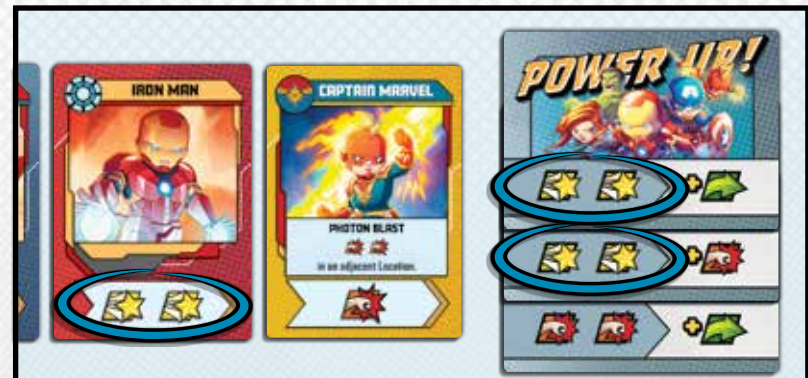 IRON MAN
CAPTAIN MARVEL
PHOTON BLAST
in an adjacent Location.
POWER UP!